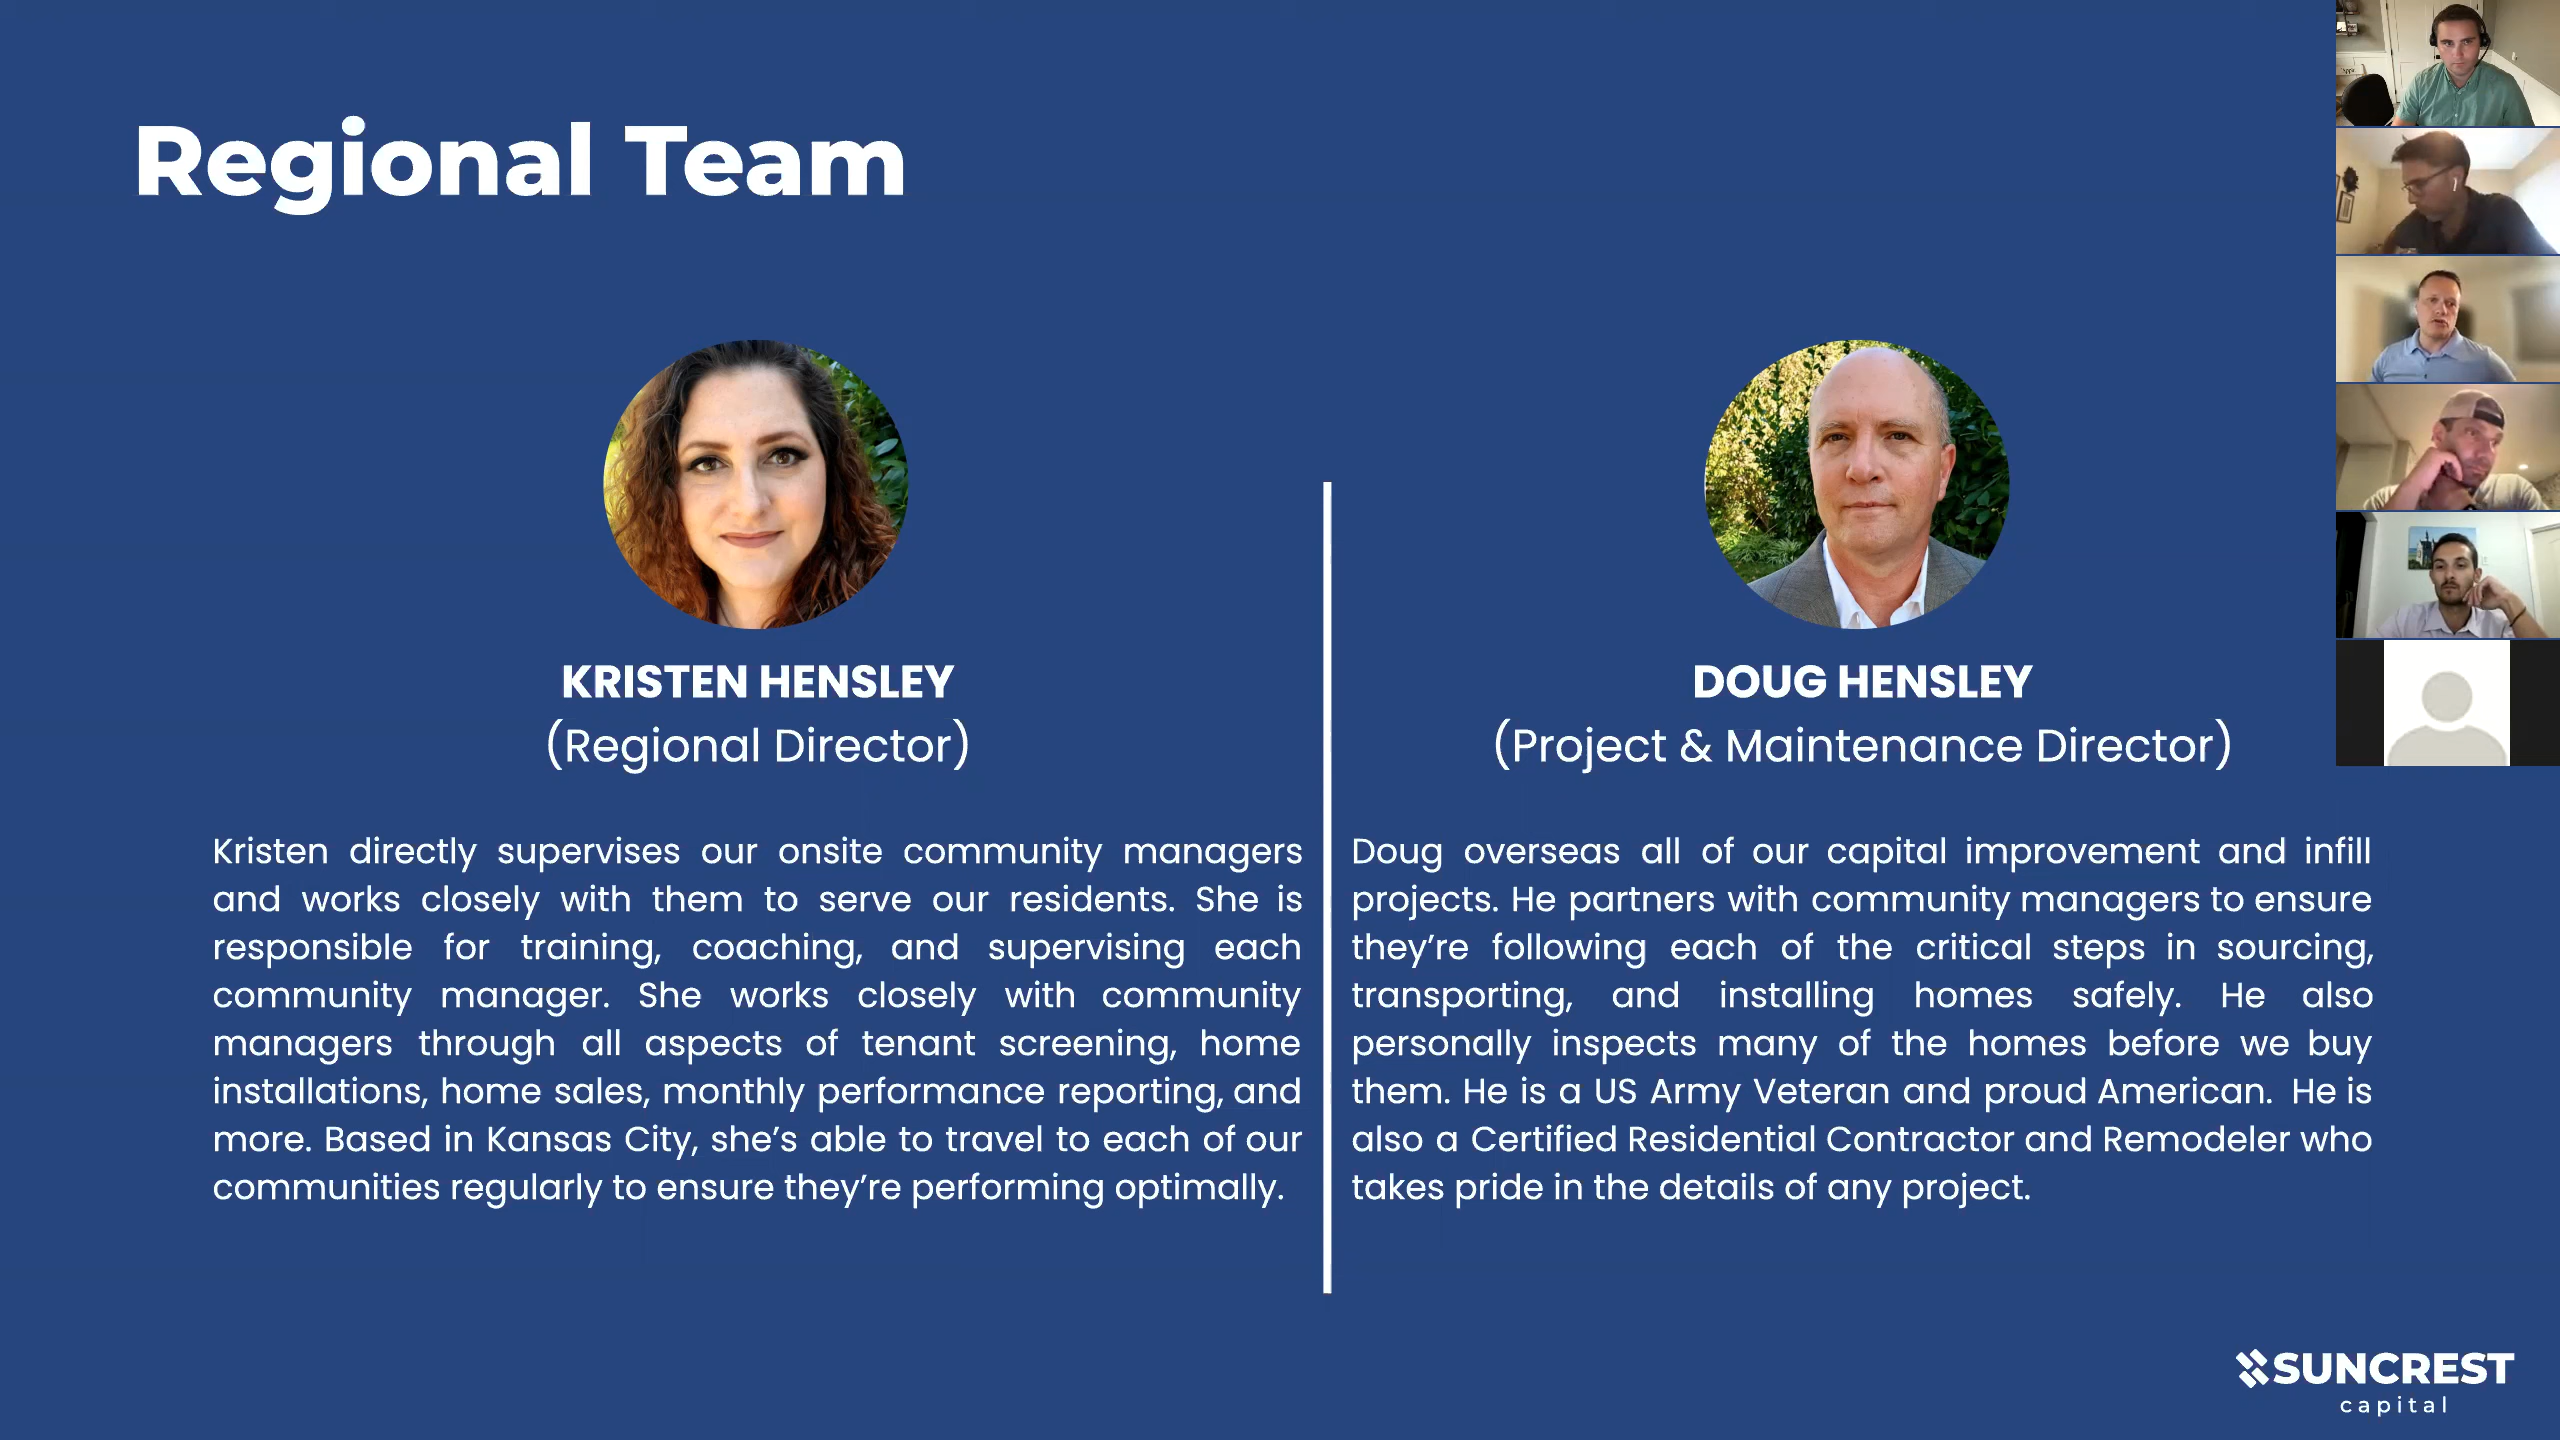 Regional Team
KRISTEN HENSLEY
(Regional Director)
Kristen directly supervises our onsite community managers
and works closely with them to serve our residents. She is
responsible for training, coaching, and supervising each
community manager. She works closely with community
managers through all aspects of tenant screening, home
installations, home sales, monthly performance reporting, and
more. Based in Kansas City, she's able to travel to each of our
communities regularly to ensure they're performing optimally.
DOUG HENSLEY
(Project & Maintenance Director)
Doug overseas all of our capital improvement and infill
projects. He partners with community managers to ensure
they're following each of the critical steps in sourcing,
transporting, and installing homes safely. He also
personally inspects many of the homes before we buy
them. He is a US Army Veteran and proud American. He is
also a Certified Residential Contractor and Remodeler who
takes pride in the details of any project.
SUNCREST
capital